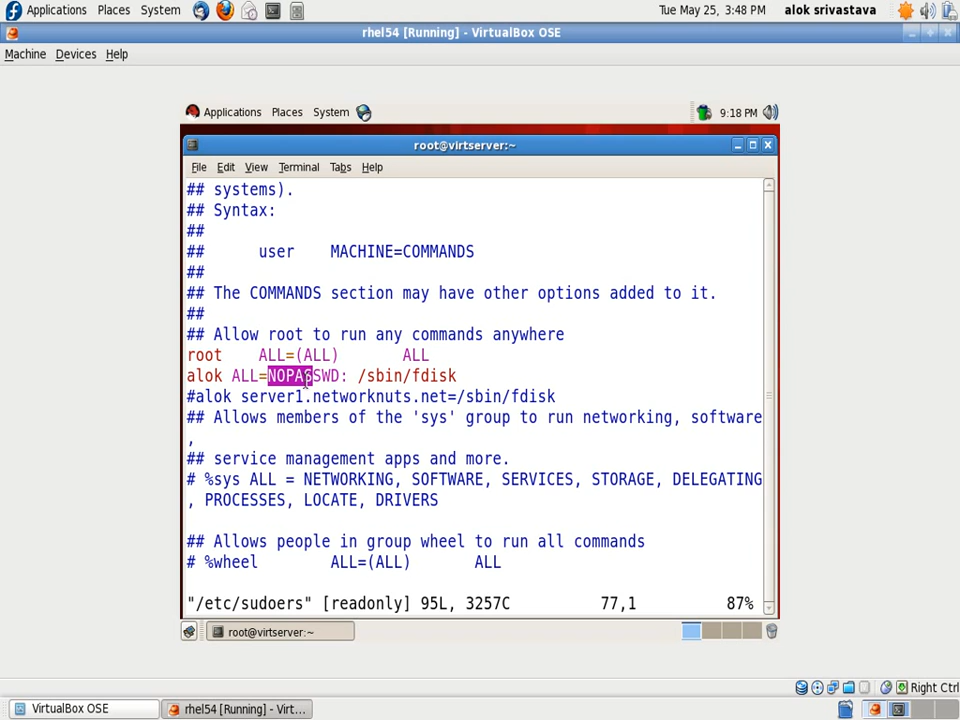 Applications Places System Tue May 25, 3:48 PM alok srivastava
rhel54 [Running] - VirtualBox OSE
Machine Devices Help
Applications Places System 9:18 PM
root@virtserver:~
File Edit View Terminal Tabs Help
## systems).
## Syntax:
##
## user MACHINE=COMMANDS
##
## The COMMANDS section may have other options added to it.
##
## Allow root to run any commands anywhere
root ALL=(ALL) ALL
alok ALL=NOPASSWD: /sbin/fdisk
#alok server1.networknuts.net=/sbin/fdisk
## Allows members of the 'sys' group to run networking, software
,
## service management apps and more.
# %sys ALL = NETWORKING, SOFTWARE, SERVICES, STORAGE, DELEGATING
, PROCESSES, LOCATE, DRIVERS
## Allows people in group wheel to run all commands
# %wheel ALL=(ALL) ALL
"/etc/sudoers" [readonly] 95L, 3257C 77,1 87%
root@virtserver:~
Right Ctrl
VirtualBox OSE rhel54 [Running] - Virt...